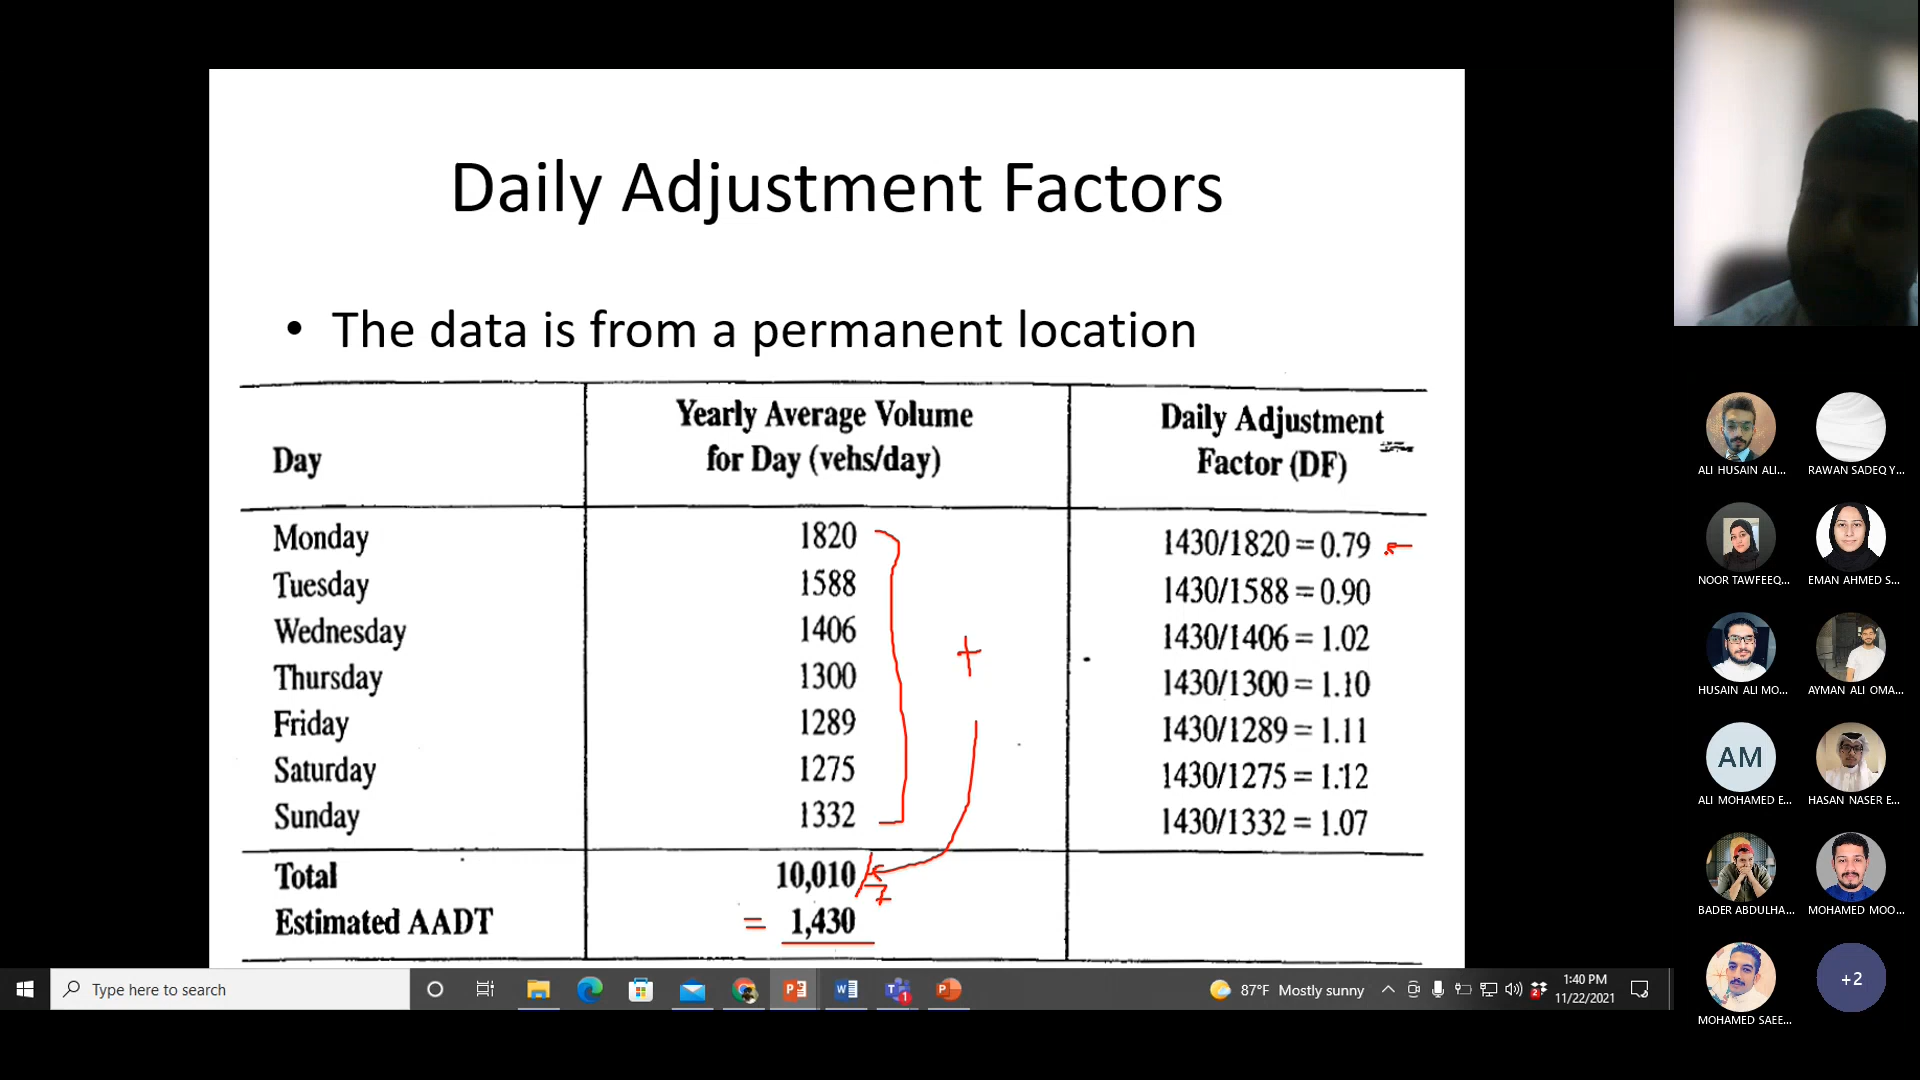 Daily Adjustment Factors
• The data is from a permanent location
Day Yearly Average Volume for Day (vehs/day) Daily Adjustment Factor (DF)
Monday 1820 1430/1820 = 0.79
Tuesday 1588 1430/1588 = 0.90
Wednesday 1406 1430/1406 = 1.02
Thursday 1300 1430/1300 = 1.10
Friday 1289 1430/1289 = 1.11
Saturday 1275 1430/1275 = 1.12
Sunday 1332 1430/1332 = 1.07
+
Total 10,010 / 7
Estimated AADT = 1,430
ALI HUSAIN ALI...
RAWAN SADEQ Y...
NOOR TAWFEEQ...
EMAN AHMED S...
HUSAIN ALI MO...
AYMAN ALI OMA...
AM
ALI MOHAMED E...
HASAN NASER E...
BADER ABDULHA...
MOHAMED MOO...
MOHAMED SAEE...
+2
Type here to search
1
87°F Mostly sunny
2
1:40 PM
11/22/2021